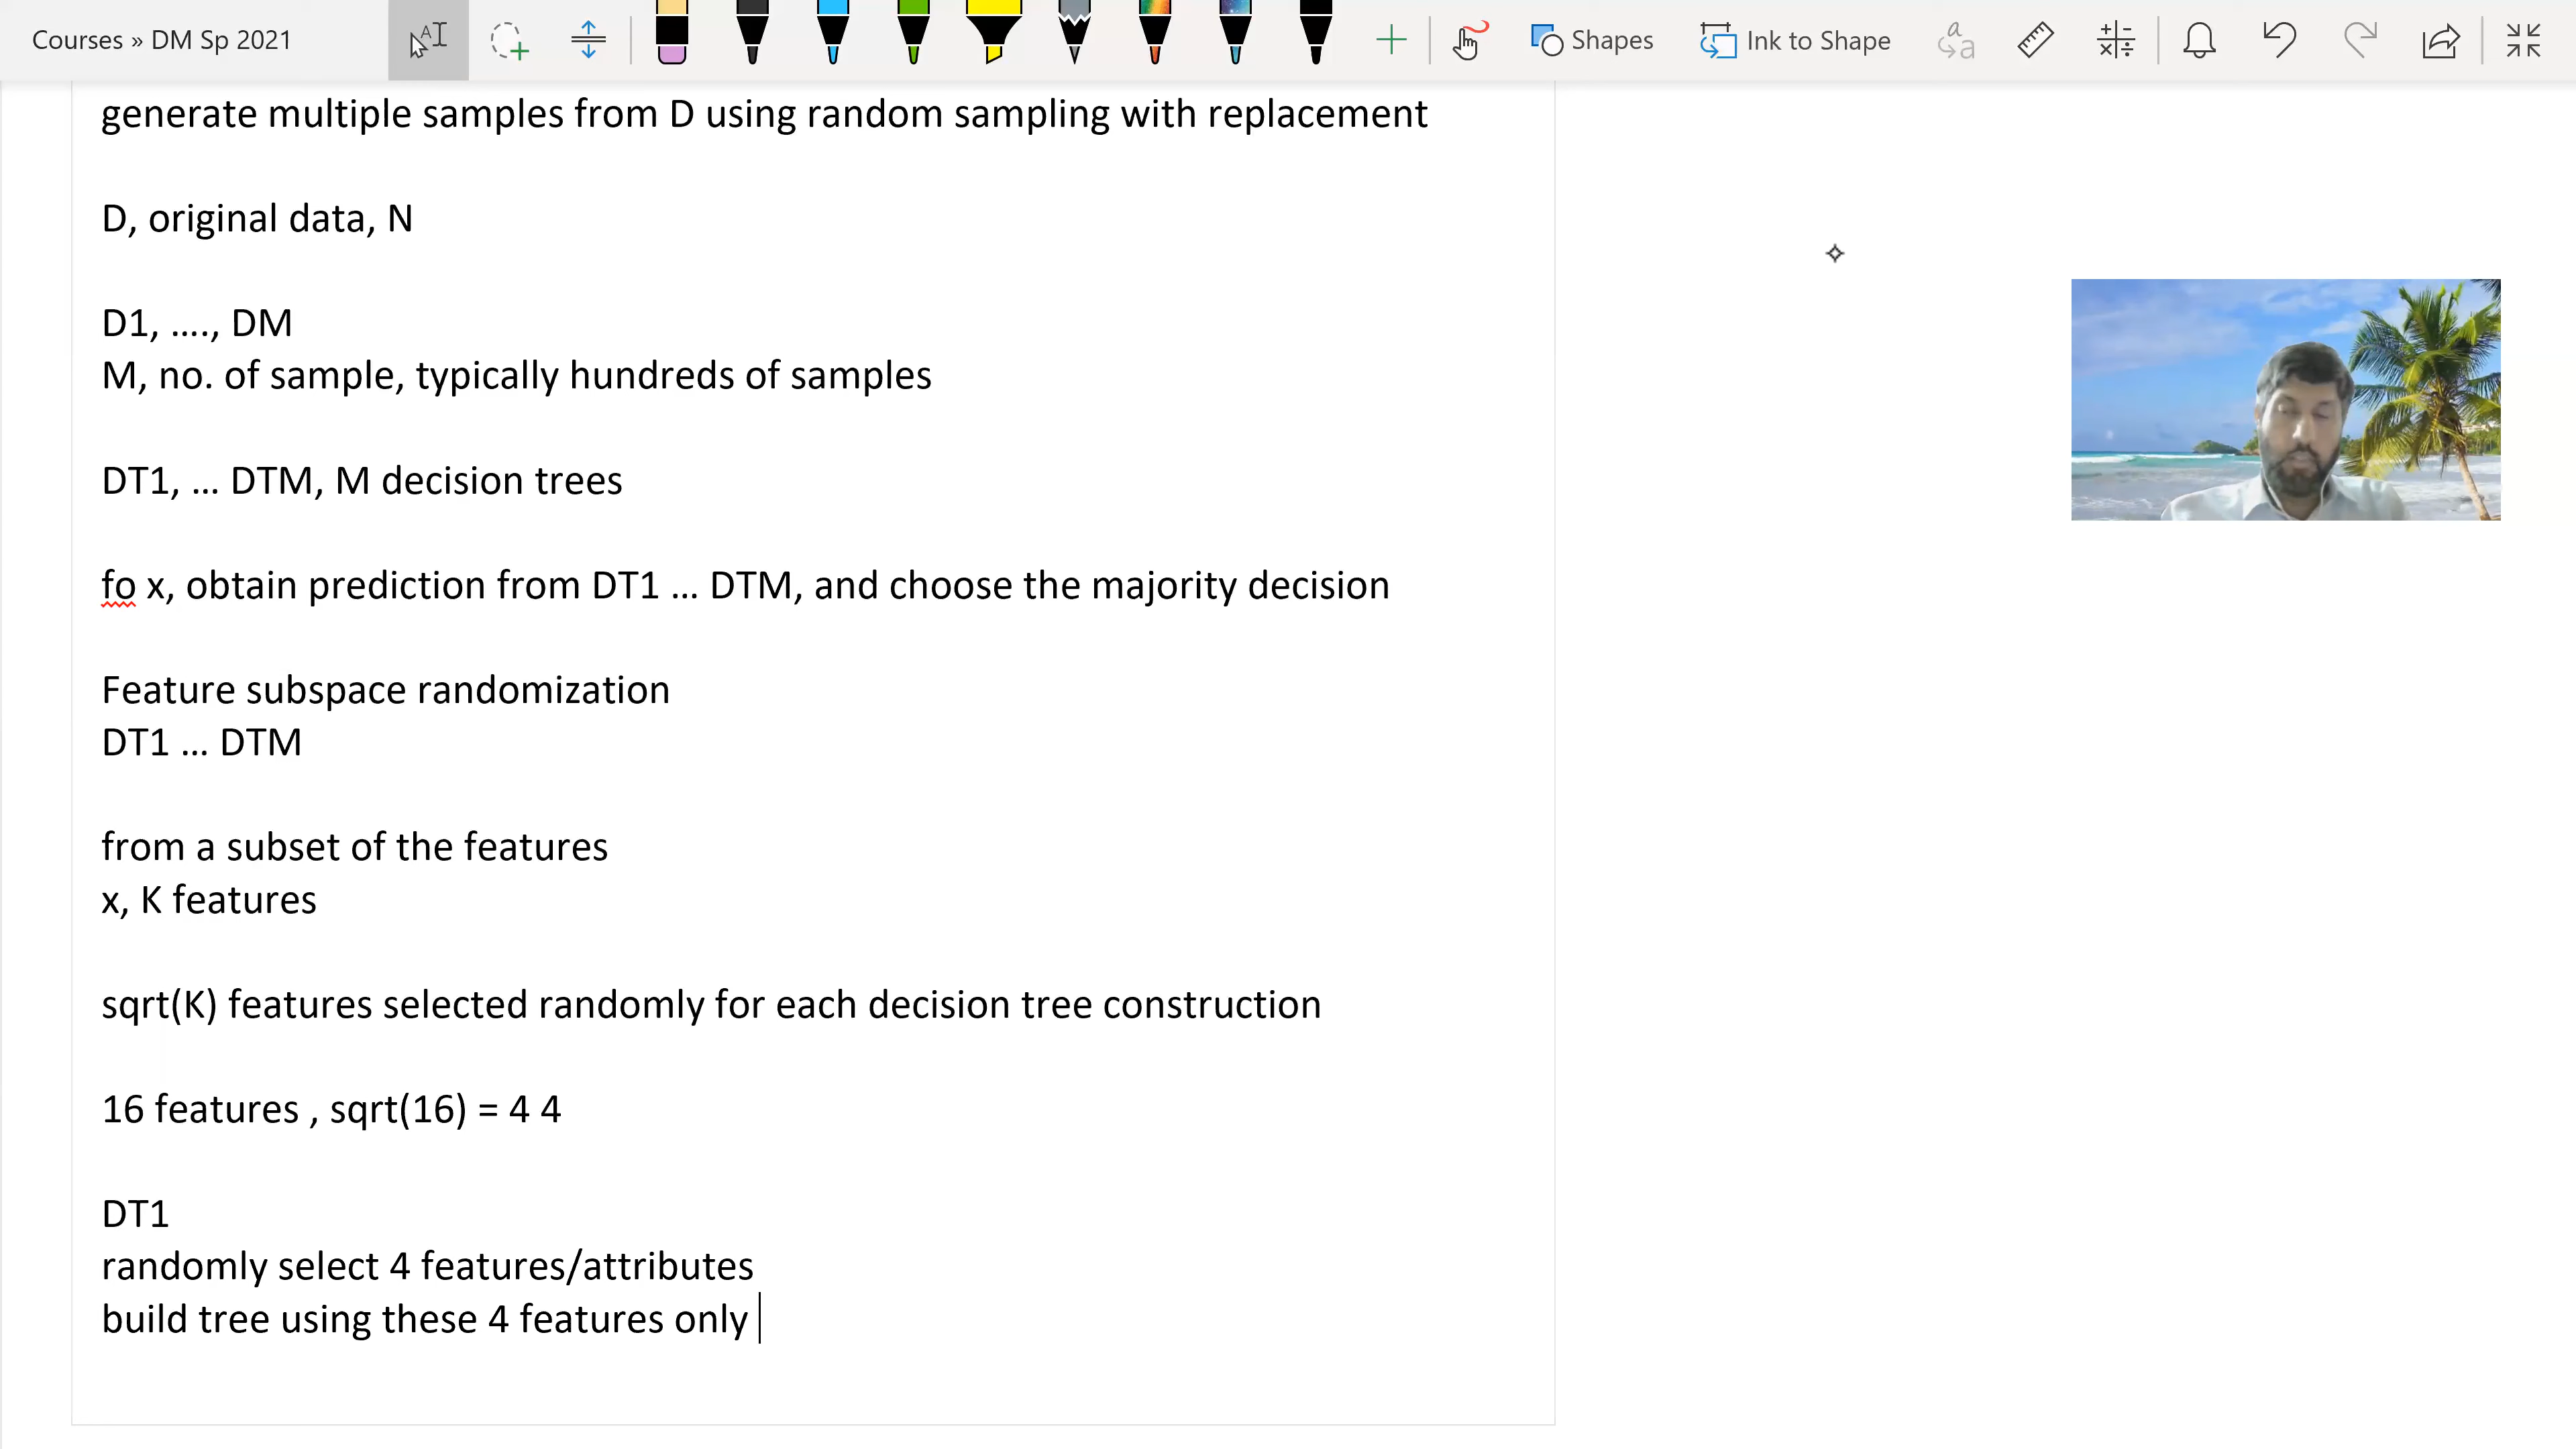 Courses » DM Sp 2021
Shapes
Ink to Shape
generate multiple samples from D using random sampling with replacement
D, original data, N
D1, …., DM
M, no. of sample, typically hundreds of samples
DT1, … DTM, M decision trees
fo x, obtain prediction from DT1 … DTM, and choose the majority decision
Feature subspace randomization
DT1 … DTM
from a subset of the features
x, K features
sqrt(K) features selected randomly for each decision tree construction
16 features , sqrt(16) = 4 4
DT1
randomly select 4 features/attributes
build tree using these 4 features only